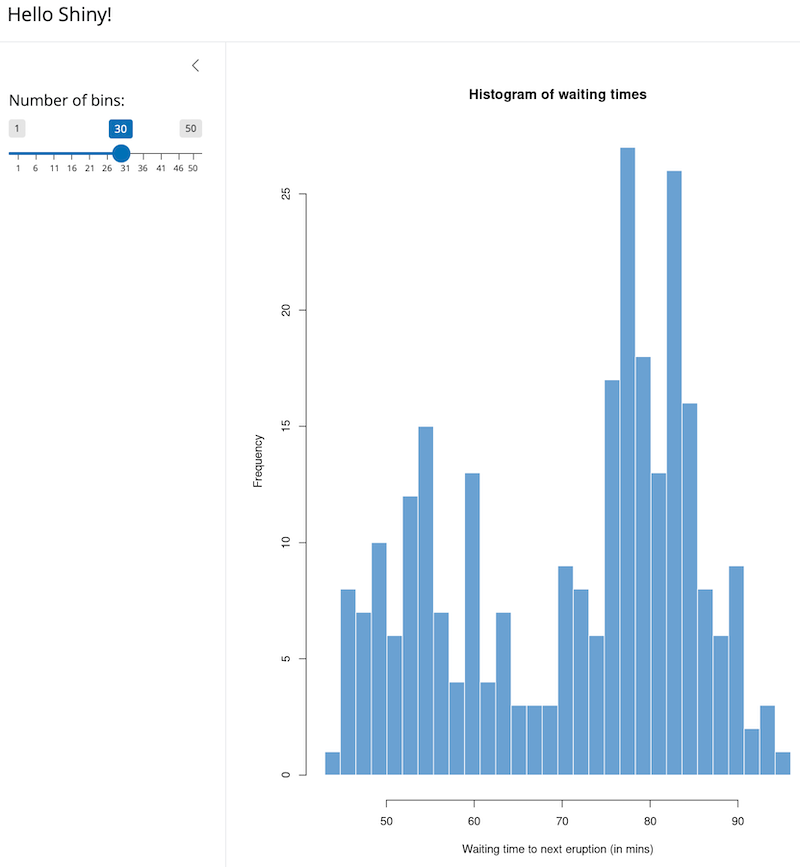 Hello Shiny!
Number of bins:
1 30 50
1 6 11 16 21 26 31 36 41 46 50
Histogram of waiting times
25
20
15
10
5
0
Frequency
50 60 70 80 90
Waiting time to next eruption (in mins)